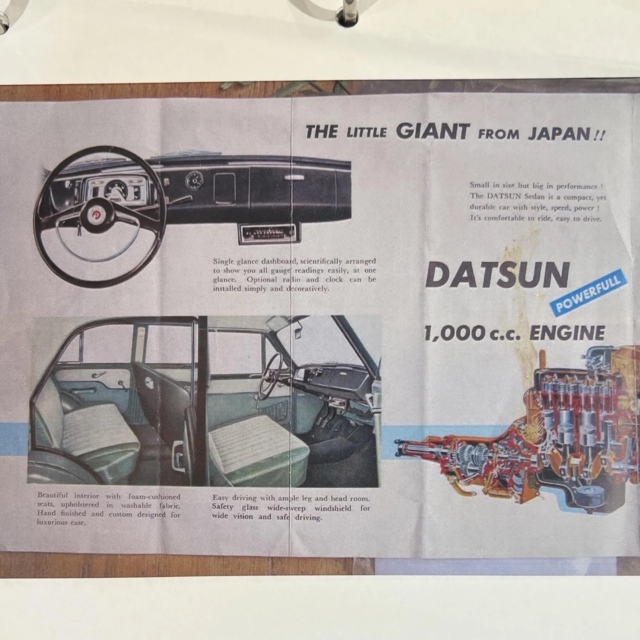 THE LITTLE GIANT FROM JAPAN!!
Small in size but big in performance!
The DATSUN Sedan is a compact, yet
durable car with style, speed, power!
It's comfortable to ride, easy to drive.
Single glance dashboard, scientifically arranged
to show you all gauge readings easily, at one
glance. Optional radio and clock can be
installed simply and decoratively.
DATSUN
POWERFULL
1,000 c.c. ENGINE
Beautiful interior with foam-cushioned
seats, upholstered in washable fabric.
Hand finished and custom designed for
luxurious ease.
Easy driving with ample leg and head room.
Safety glass wide-sweep windshield for
wide vision and safe driving.